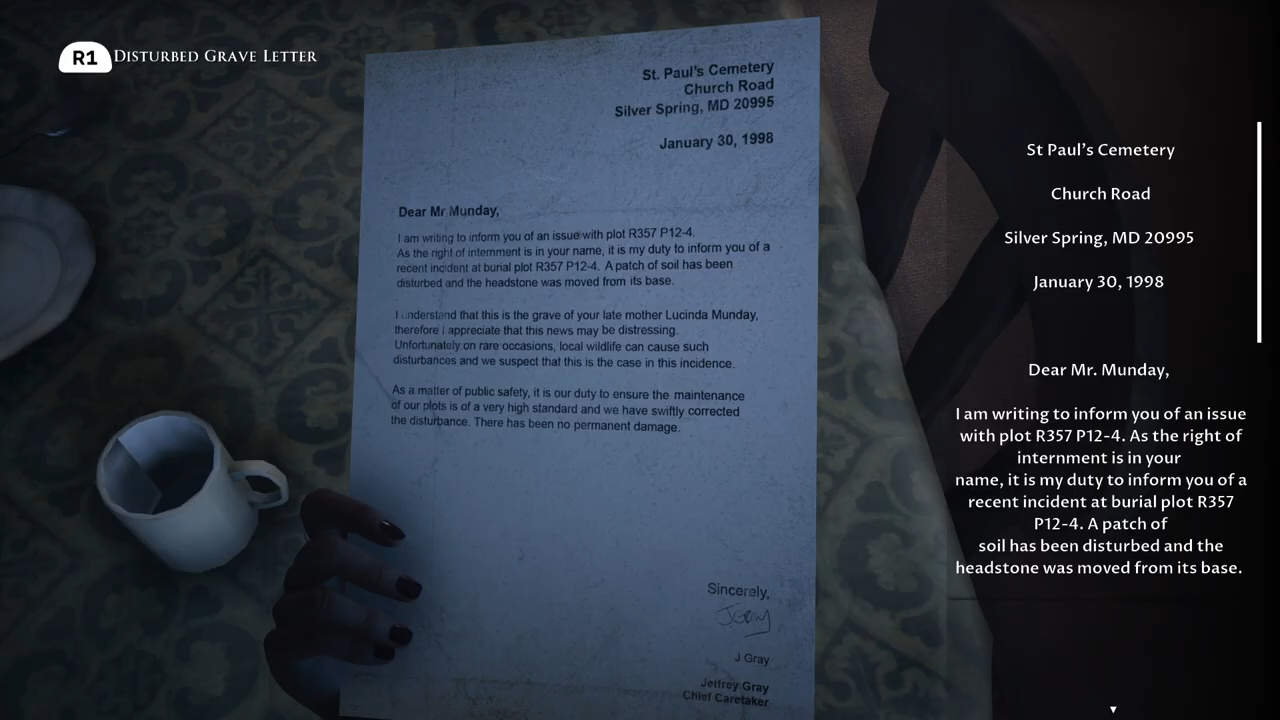 R1 DISTURBED GRAVE LETTER
St. Paul's Cemetery
Church Road
Silver Spring, MD 20995
January 30, 1998
Dear Mr Munday,
I am writing to inform you of an issue with plot R357 P12-4.
As the right of internment is in your name, it is my duty to inform you of a
recent incident at burial plot R357 P12-4. A patch of soil has been
disturbed and the headstone was moved from its base.
I understand that this is the grave of your late mother Lucinda Munday,
therefore i appreciate that this news may be distressing.
Unfortunately on rare occasions, local wildlife can cause such
disturbances and we suspect that this is the case in this incidence.
As a matter of public safety, it is our duty to ensure the maintenance
of our plots is of a very high standard and we have swiftly corrected
the disturbance. There has been no permanent damage.
Sincerely,
JGray
J Gray
Jeffrey Gray
Chief Caretaker
St Paul's Cemetery
Church Road
Silver Spring, MD 20995
January 30, 1998
Dear Mr. Munday,
I am writing to inform you of an issue
with plot R357 P12-4. As the right of
internment is in your
name, it is my duty to inform you of a
recent incident at burial plot R357
P12-4. A patch of
soil has been disturbed and the
headstone was moved from its base.